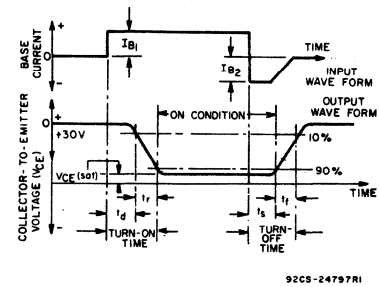 BASE
CURRENT
+
0
-
IB1
IB2
TIME
INPUT
WAVE FORM
OUTPUT
WAVE FORM
COLLECTOR-TO-EMITTER
VOLTAGE (VCE)
+
0
+30V
-
ON CONDITION
10%
90%
VCE(sat)
TIME
tr
tf
td
ts
TURN-ON
TIME
TURN-
OFF TIME
92CS-24797R1